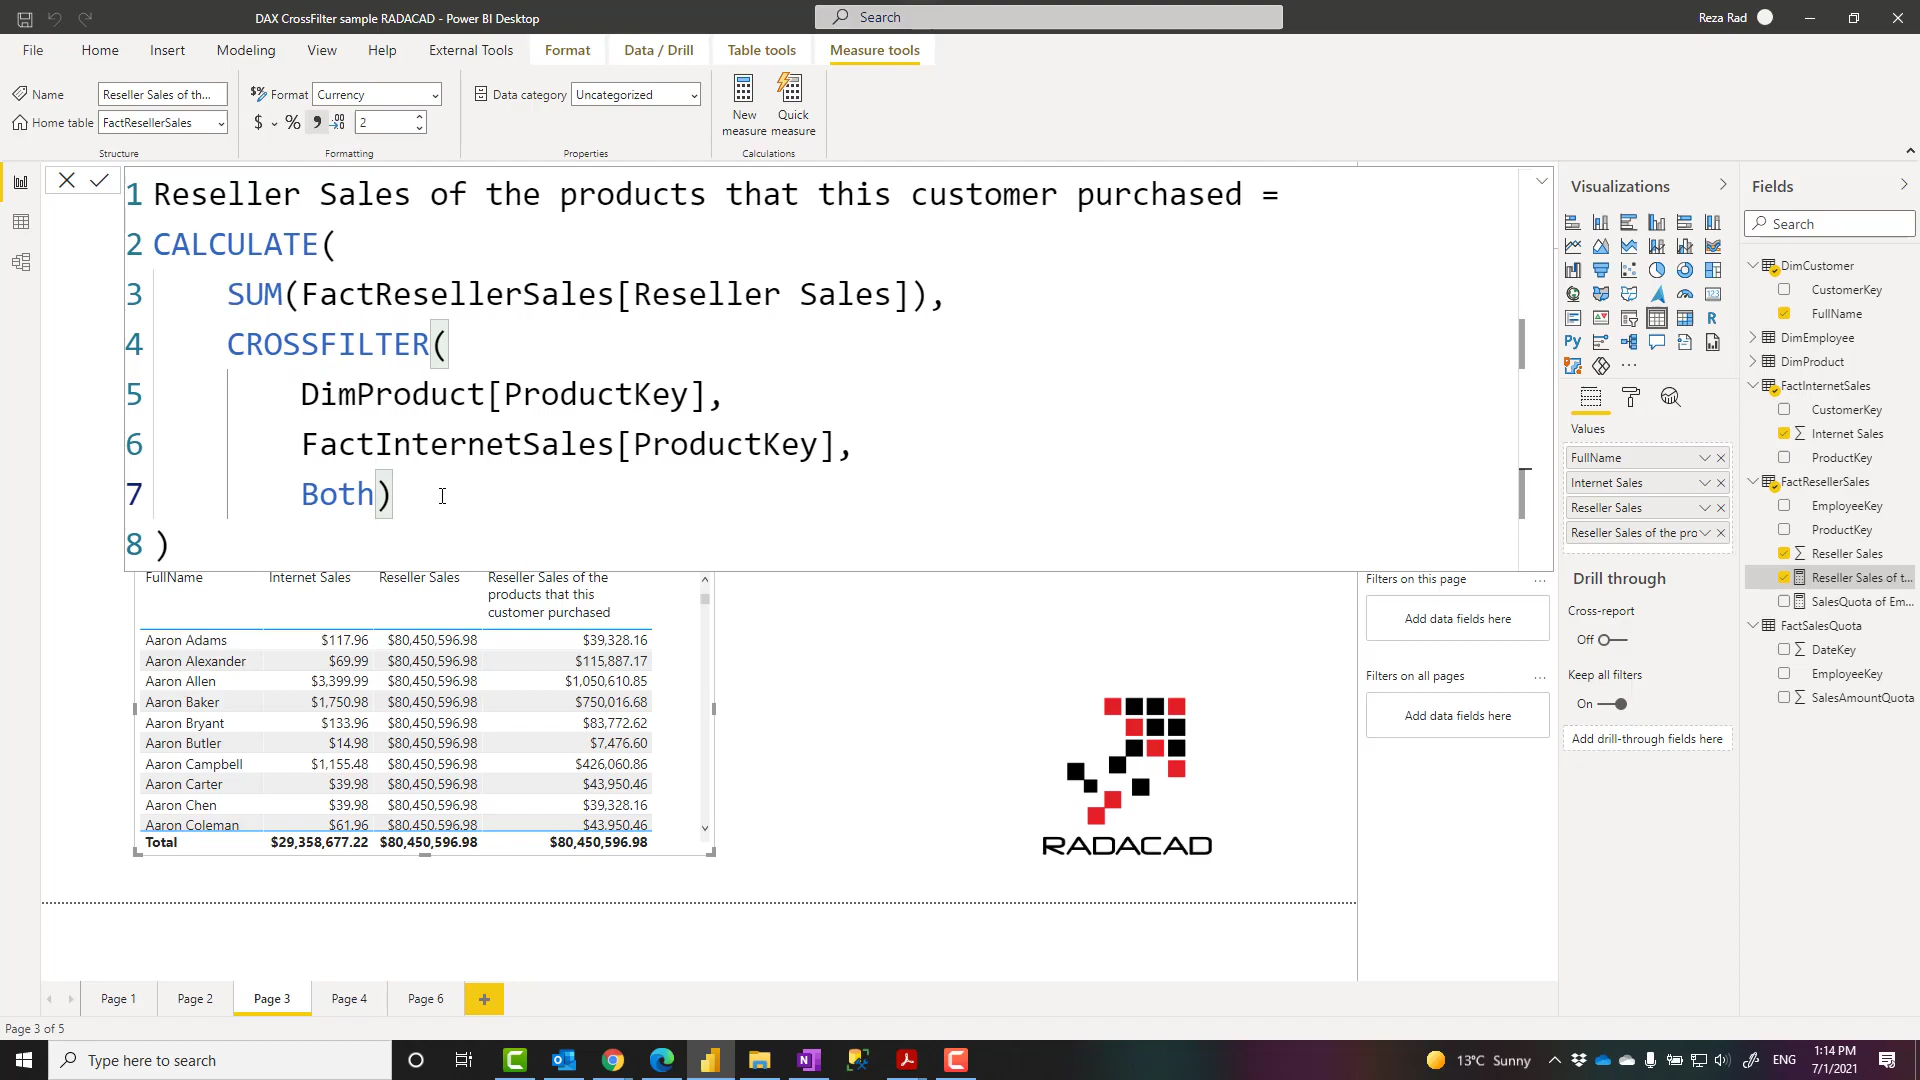 DAX CrossFilter sample RADACAD - Power BI Desktop
Search
Reza Rad
File Home Insert Modeling View Help External Tools Format Data / Drill Table tools Measure tools
Name Reseller Sales of th...
Home table FactResellerSales
Structure
Format Currency
$ % 2
Formatting
Data category Uncategorized
Properties
New measure
Quick measure
Calculations
1 Reseller Sales of the products that this customer purchased =
2 CALCULATE(
3 SUM(FactResellerSales[Reseller Sales]),
4 CROSSFILTER(
5 DimProduct[ProductKey],
6 FactInternetSales[ProductKey],
7 Both)
8 )
FullName Internet Sales Reseller Sales Reseller Sales of the
products that this
customer purchased
Aaron Adams $117.96 $80,450,596.98 $39,328.16
Aaron Alexander $69.99 $80,450,596.98 $115,887.17
Aaron Allen $3,399.99 $80,450,596.98 $1,050,610.85
Aaron Baker $1,750.98 $80,450,596.98 $750,016.68
Aaron Bryant $133.96 $80,450,596.98 $83,772.62
Aaron Butler $14.98 $80,450,596.98 $7,476.60
Aaron Campbell $1,155.48 $80,450,596.98 $426,060.86
Aaron Carter $39.98 $80,450,596.98 $43,950.46
Aaron Chen $39.98 $80,450,596.98 $39,328.16
Aaron Coleman $61.96 $80,450,596.98 $43,950.46
Total $29,358,677.22 $80,450,596.98 $80,450,596.98
RADACAD
Filters on this page ...
Add data fields here
Filters on all pages ...
Add data fields here
Visualizations
R
Py
...
Values
FullName
Internet Sales
Reseller Sales
Reseller Sales of the pro
Drill through
Cross-report
Off
Keep all filters
On
Add drill-through fields here
Fields
Search
DimCustomer
CustomerKey
FullName
DimEmployee
DimProduct
FactInternetSales
CustomerKey
Internet Sales
ProductKey
FactResellerSales
EmployeeKey
ProductKey
Reseller Sales
Reseller Sales of t...
SalesQuota of Em...
FactSalesQuota
DateKey
EmployeeKey
SalesAmountQuota
Page 1 Page 2 Page 3 Page 4 Page 6 +
Page 3 of 5
Type here to search
13°C Sunny
ENG
1:14 PM
7/1/2021